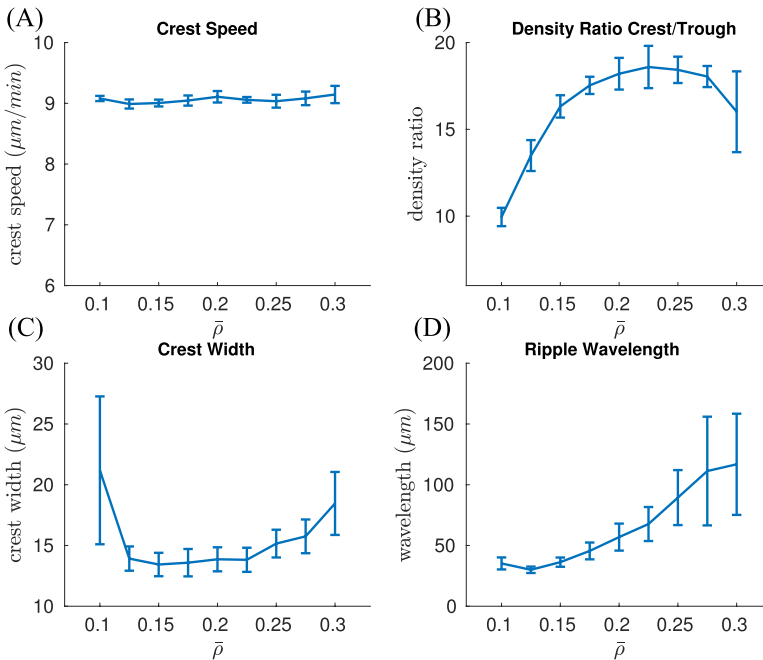 (A)
Crest Speed
10
9
8
7
6
crest speed (μm/min)
0.1 0.15 0.2 0.25 0.3
ρ̄
(B)
Density Ratio Crest/Trough
20
15
10
density ratio
0.1 0.15 0.2 0.25 0.3
ρ̄
(C)
Crest Width
30
25
20
15
10
crest width (μm)
0.1 0.15 0.2 0.25 0.3
ρ̄
(D)
Ripple Wavelength
200
150
100
50
0
wavelength (μm)
0.1 0.15 0.2 0.25 0.3
ρ̄